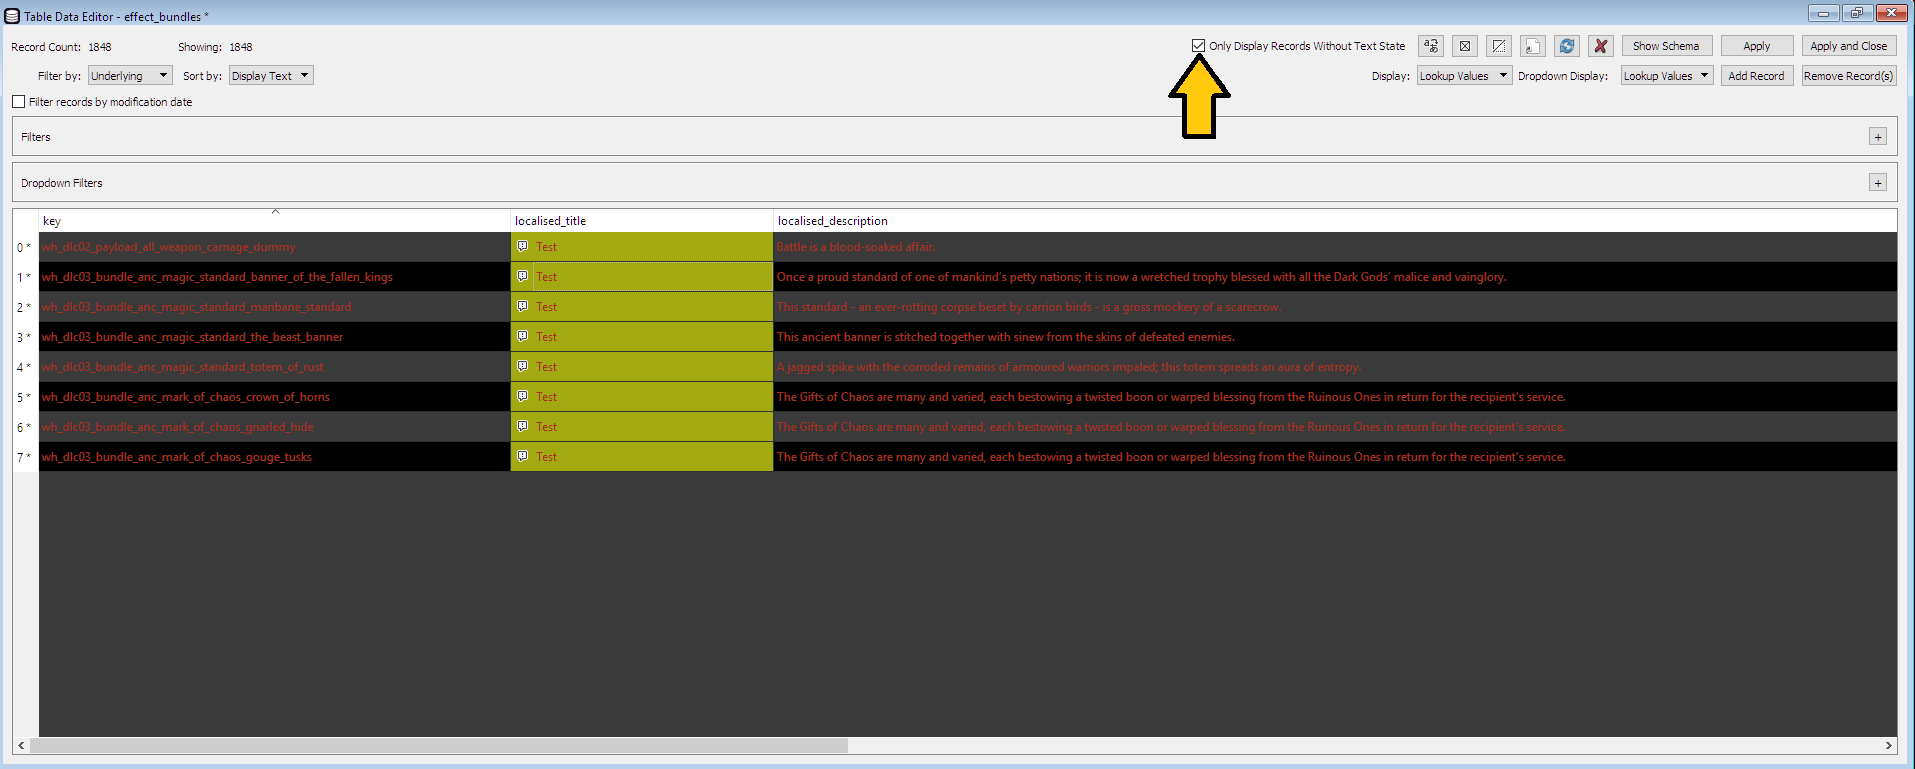 Table Data Editor - effect_bundles *
Record Count: 1848 Showing: 1848 Only Display Records Without Text State Show Schema Apply Apply and Close
Filter by: Underlying Sort by: Display Text Display: Lookup Values Dropdown Display: Lookup Values Add Record Remove Record(s)
Filter records by modification date
Filters +
Dropdown Filters +
key localised_title localised_description
0 * wh_dlc02_payload_all_weapon_carnage_dummy Test Battle is a blood-soaked affair.
1 * wh_dlc03_bundle_anc_magic_standard_banner_of_the_fallen_kings Test Once a proud standard of one of mankind's petty nations; it is now a wretched trophy blessed with all the Dark Gods' malice and vainglory.
2 * wh_dlc03_bundle_anc_magic_standard_manbane_standard Test This standard - an ever-rotting corpse beset by carrion birds - is a gross mockery of a scarecrow.
3 * wh_dlc03_bundle_anc_magic_standard_the_beast_banner Test This ancient banner is stitched together with sinew from the skins of defeated enemies.
4 * wh_dlc03_bundle_anc_magic_standard_totem_of_rust Test A jagged spike with the corroded remains of armoured warriors impaled; this totem spreads an aura of entropy.
5 * wh_dlc03_bundle_anc_mark_of_chaos_crown_of_horns Test The Gifts of Chaos are many and varied, each bestowing a twisted boon or warped blessing from the Ruinous Ones in return for the recipient's service.
6 * wh_dlc03_bundle_anc_mark_of_chaos_gnarled_hide Test The Gifts of Chaos are many and varied, each bestowing a twisted boon or warped blessing from the Ruinous Ones in return for the recipient's service.
7 * wh_dlc03_bundle_anc_mark_of_chaos_gouge_tusks Test The Gifts of Chaos are many and varied, each bestowing a twisted boon or warped blessing from the Ruinous Ones in return for the recipient's service.